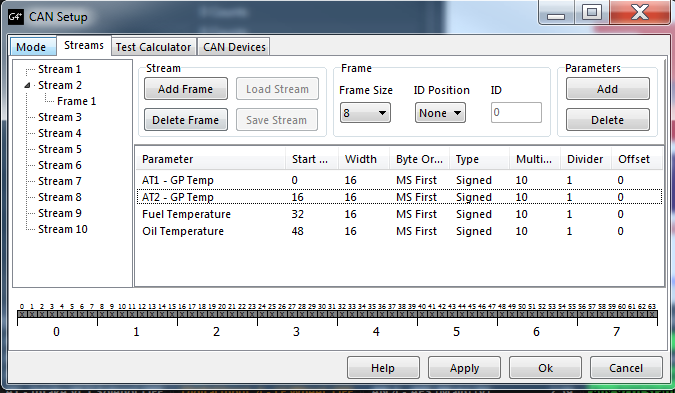 G4+ CAN Setup
Mode Streams Test Calculator CAN Devices
Stream 1
Stream 2
Frame 1
Stream 3
Stream 4
Stream 5
Stream 6
Stream 7
Stream 8
Stream 9
Stream 10
Stream
Add Frame Load Stream
Delete Frame Save Stream
Frame
Frame Size ID Position ID
8 None 0
Parameters
Add
Delete
Parameter Start ... Width Byte Or... Type Multi... Divider Offset
AT1 - GP Temp 0 16 MS First Signed 10 1 0
AT2 - GP Temp 16 16 MS First Signed 10 1 0
Fuel Temperature 32 16 MS First Signed 10 1 0
Oil Temperature 48 16 MS First Signed 10 1 0
0 1 2 3 4 5 6 7 8 9 10 11 12 13 14 15 16 17 18 19 20 21 22 23 24 25 26 27 28 29 30 31 32 33 34 35 36 37 38 39 40 41 42 43 44 45 46 47 48 49 50 51 52 53 54 55 56 57 58 59 60 61 62 63
0 1 2 3 4 5 6 7
Help Apply Ok Cancel